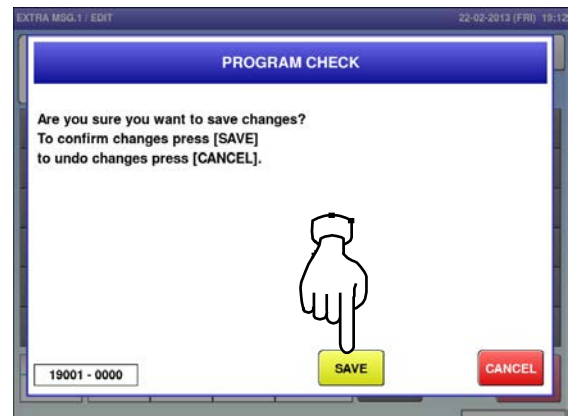 EXTRA MSG.1 / EDIT 22-02-2013 (FRI) 19:12
PROGRAM CHECK
Are you sure you want to save changes?
To confirm changes press [SAVE]
to undo changes press [CANCEL].
19001 - 0000 SAVE CANCEL